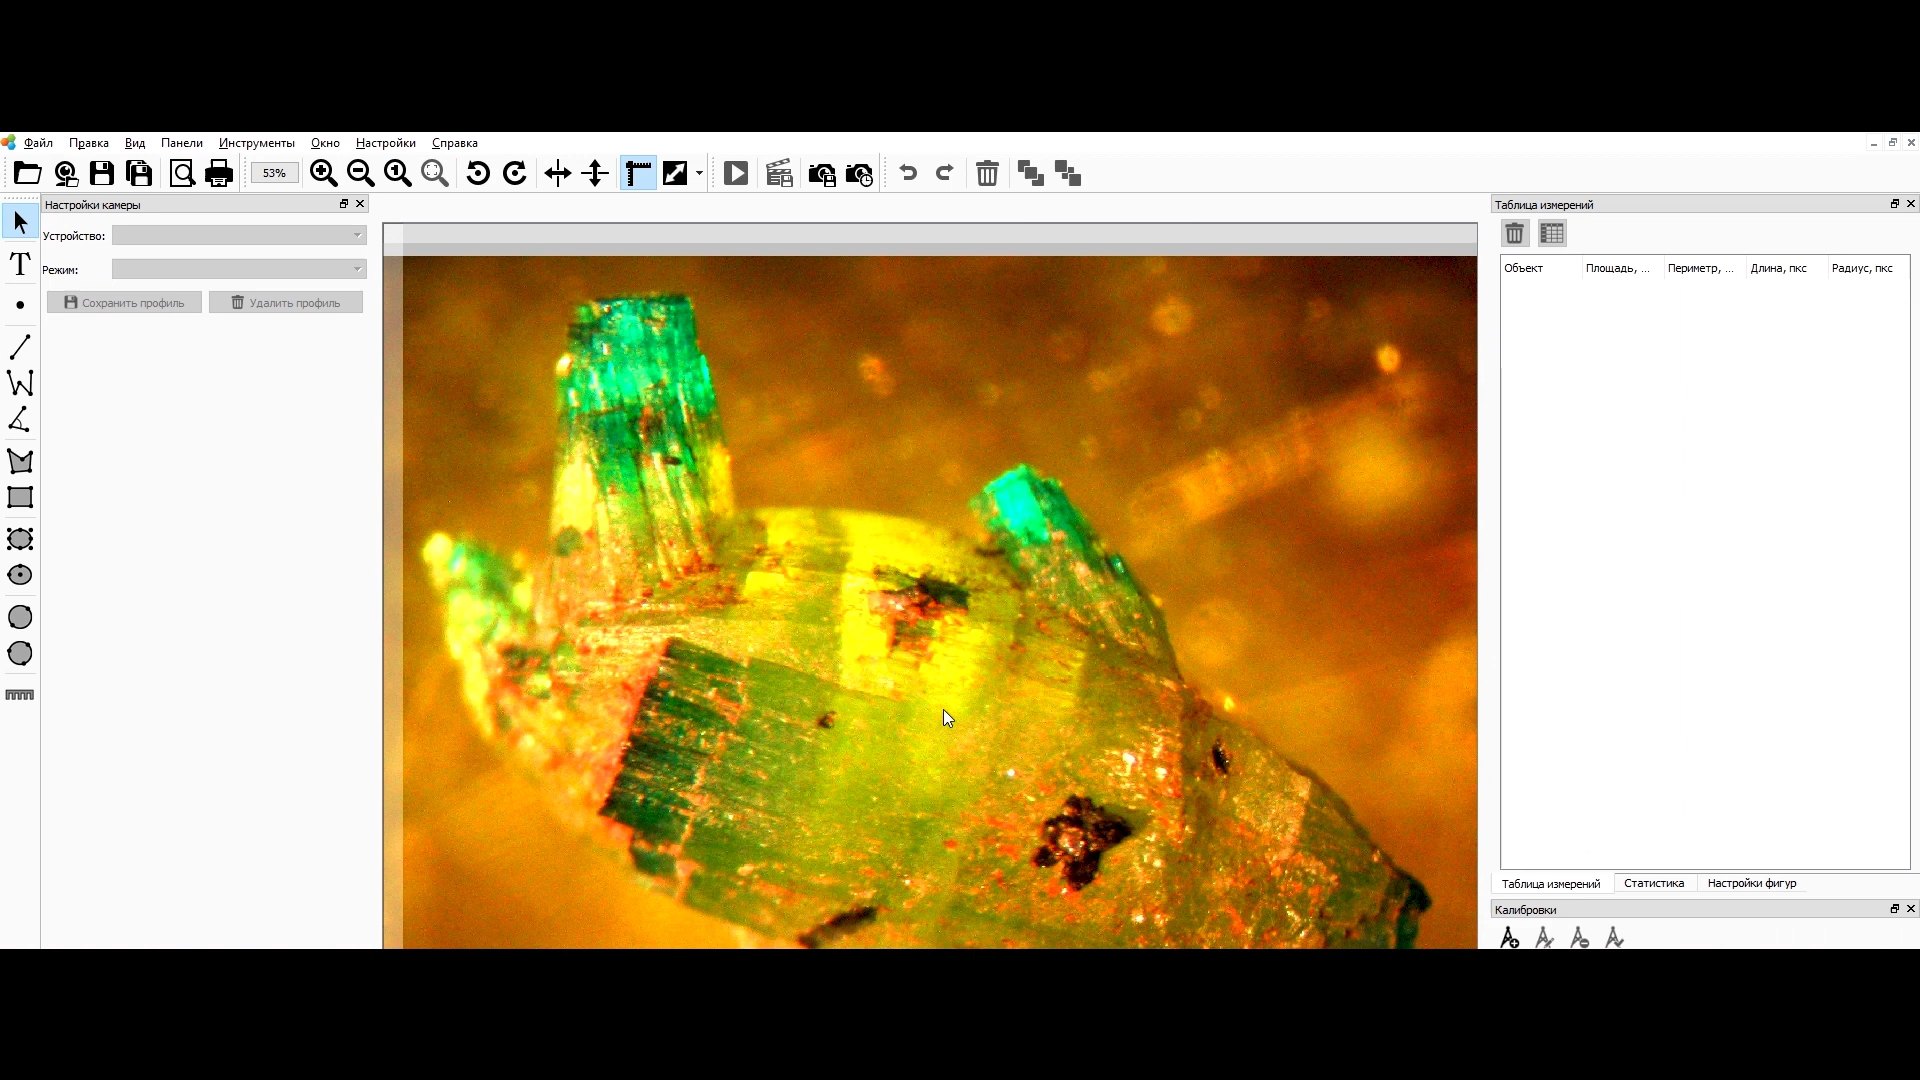 Файл Правка Вид Панели Инструменты Окно Настройки Справка
53%
Настройки камеры
Устройство:
Режим:
Сохранить профиль Удалить профиль
Таблица измерений
Объект Площадь, ... Периметр, ... Длина, пкс Радиус, пкс
Таблица измерений Статистика Настройки фигур
Калибровки